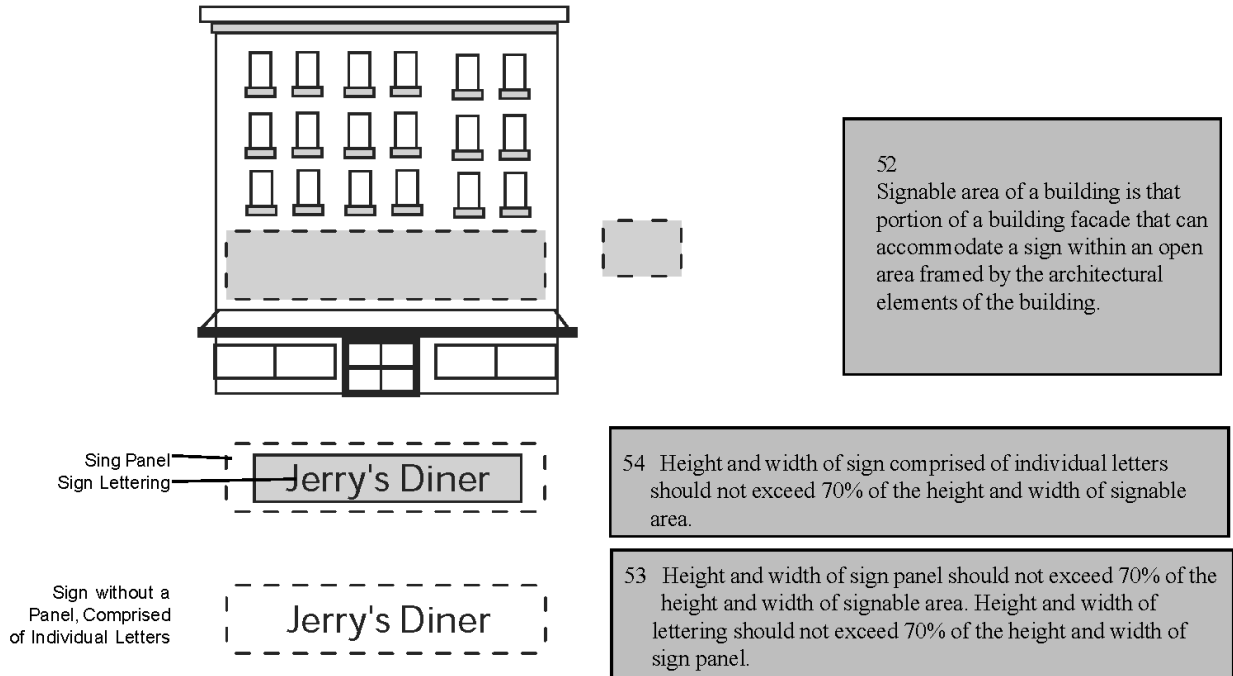 52
Signable area of a building is that
portion of a building facade that can
accommodate a sign within an open
area framed by the architectural
elements of the building.
Sing Panel
Sign Lettering
Jerry's Diner
54 Height and width of sign comprised of individual letters
should not exceed 70% of the height and width of signable
area.
Sign without a
Panel, Comprised
of Individual Letters
Jerry's Diner
53 Height and width of sign panel should not exceed 70% of the
height and width of signable area. Height and width of
lettering should not exceed 70% of the height and width of
sign panel.